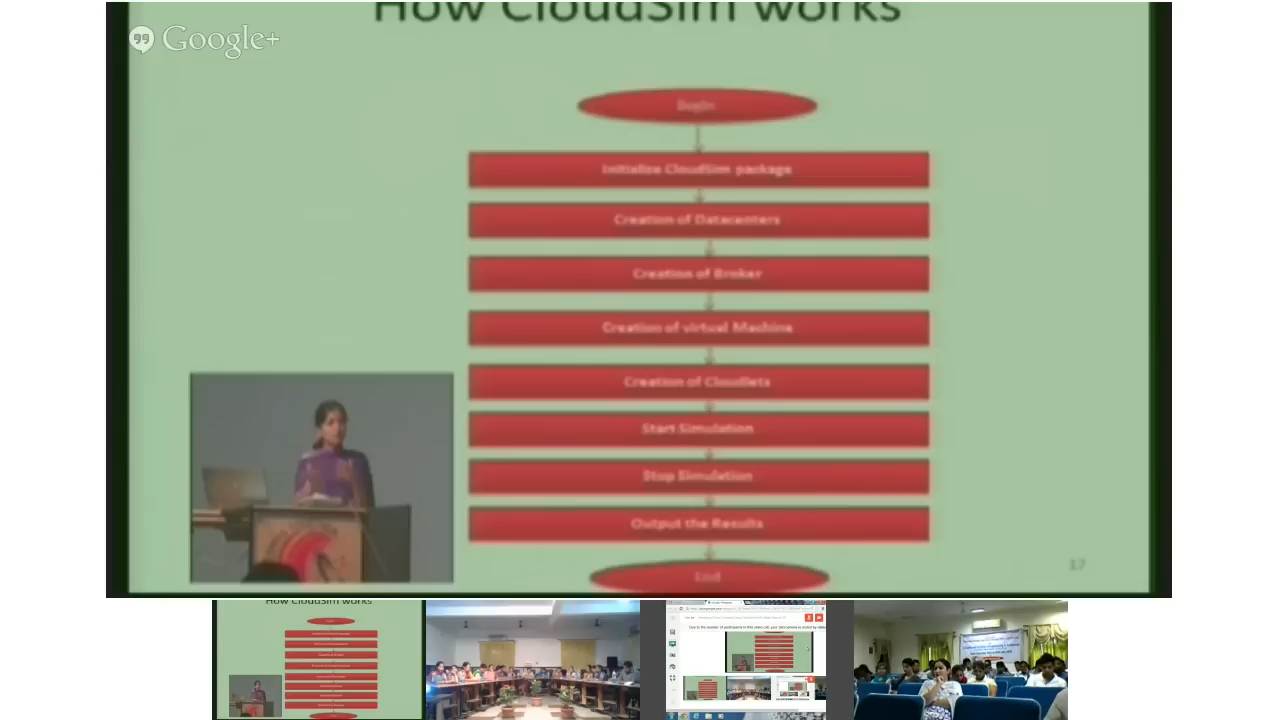 How CloudSim works
Google+
Begin
Initialize CloudSim package
Creation of Datacenters
Creation of Broker
Creation of virtual Machine
Creation of Cloudlets
Start Simulation
Stop Simulation
Output the Results
End
17
How CloudSim works